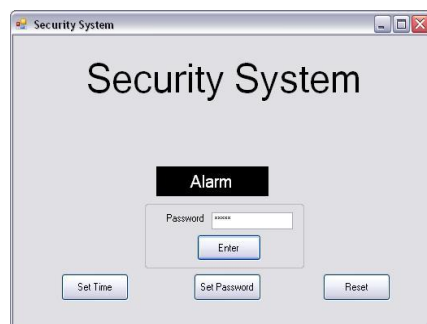 Security System
Security System
Alarm
Password *****
Enter
Set Time Set Password Reset